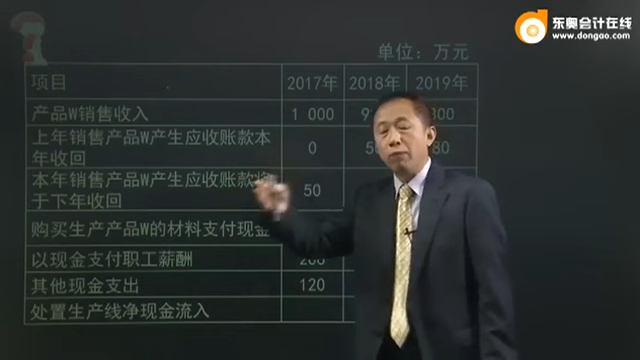 东奥会计在线
www.dongao.com
单位：万元
项目 2017年 2018年 2019年
产品W销售收入 1 000 9 800
上年销售产品W产生应收账款本年收回 0 50 80
本年销售产品W产生应收账款将于下年收回 50
购买生产产品W的材料支付现金
以现金支付职工薪酬 200
其他现金支出 120
处置生产线净现金流入